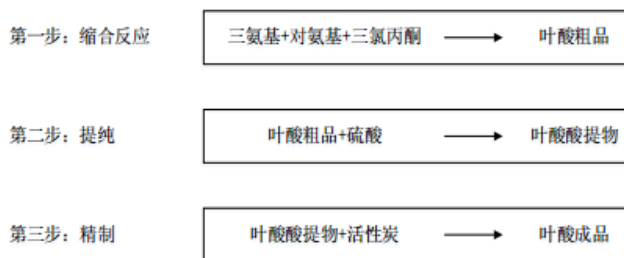 第一步：缩合反应 三氨基+对氨基+三氯丙酮 → 叶酸粗品
第二步：提纯 叶酸粗品+硫酸 → 叶酸酸提物
第三步：精制 叶酸酸提物+活性炭 → 叶酸成品